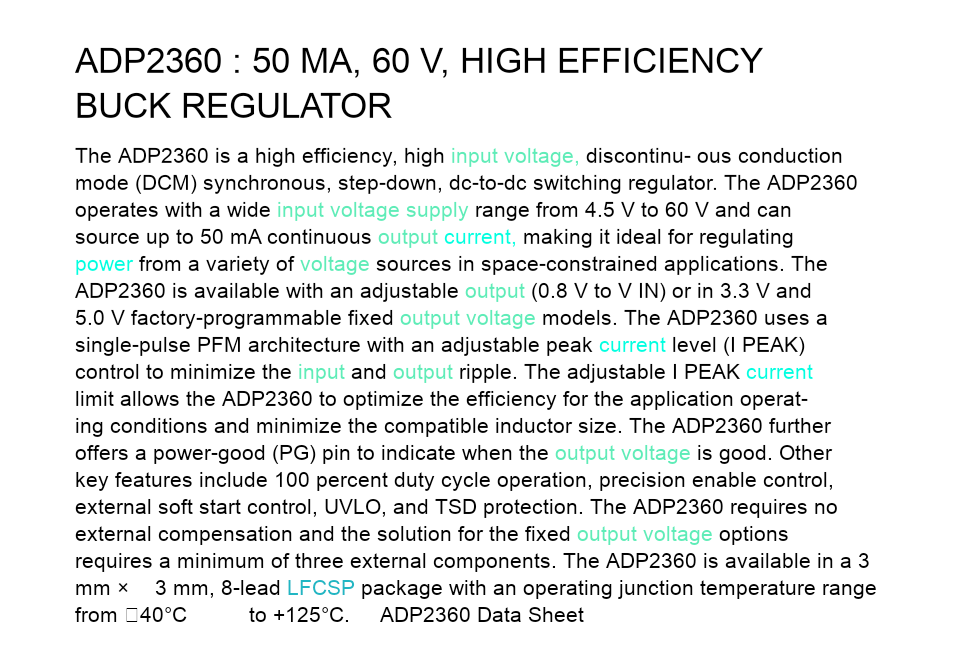 ADP2360 : 50 MA, 60 V, HIGH EFFICIENCY
BUCK REGULATOR
The ADP2360 is a high efficiency, high input voltage, discontinu- ous conduction
mode (DCM) synchronous, step-down, dc-to-dc switching regulator. The ADP2360
operates with a wide input voltage supply range from 4.5 V to 60 V and can
source up to 50 mA continuous output current, making it ideal for regulating
power from a variety of voltage sources in space-constrained applications. The
ADP2360 is available with an adjustable output (0.8 V to V IN) or in 3.3 V and
5.0 V factory-programmable fixed output voltage models. The ADP2360 uses a
single-pulse PFM architecture with an adjustable peak current level (I PEAK)
control to minimize the input and output ripple. The adjustable I PEAK current
limit allows the ADP2360 to optimize the efficiency for the application operat-
ing conditions and minimize the compatible inductor size. The ADP2360 further
offers a power-good (PG) pin to indicate when the output voltage is good. Other
key features include 100 percent duty cycle operation, precision enable control,
external soft start control, UVLO, and TSD protection. The ADP2360 requires no
external compensation and the solution for the fixed output voltage options
requires a minimum of three external components. The ADP2360 is available in a 3
mm × 3 mm, 8-lead LFCSP package with an operating junction temperature range
from □40°C to +125°C. ADP2360 Data Sheet